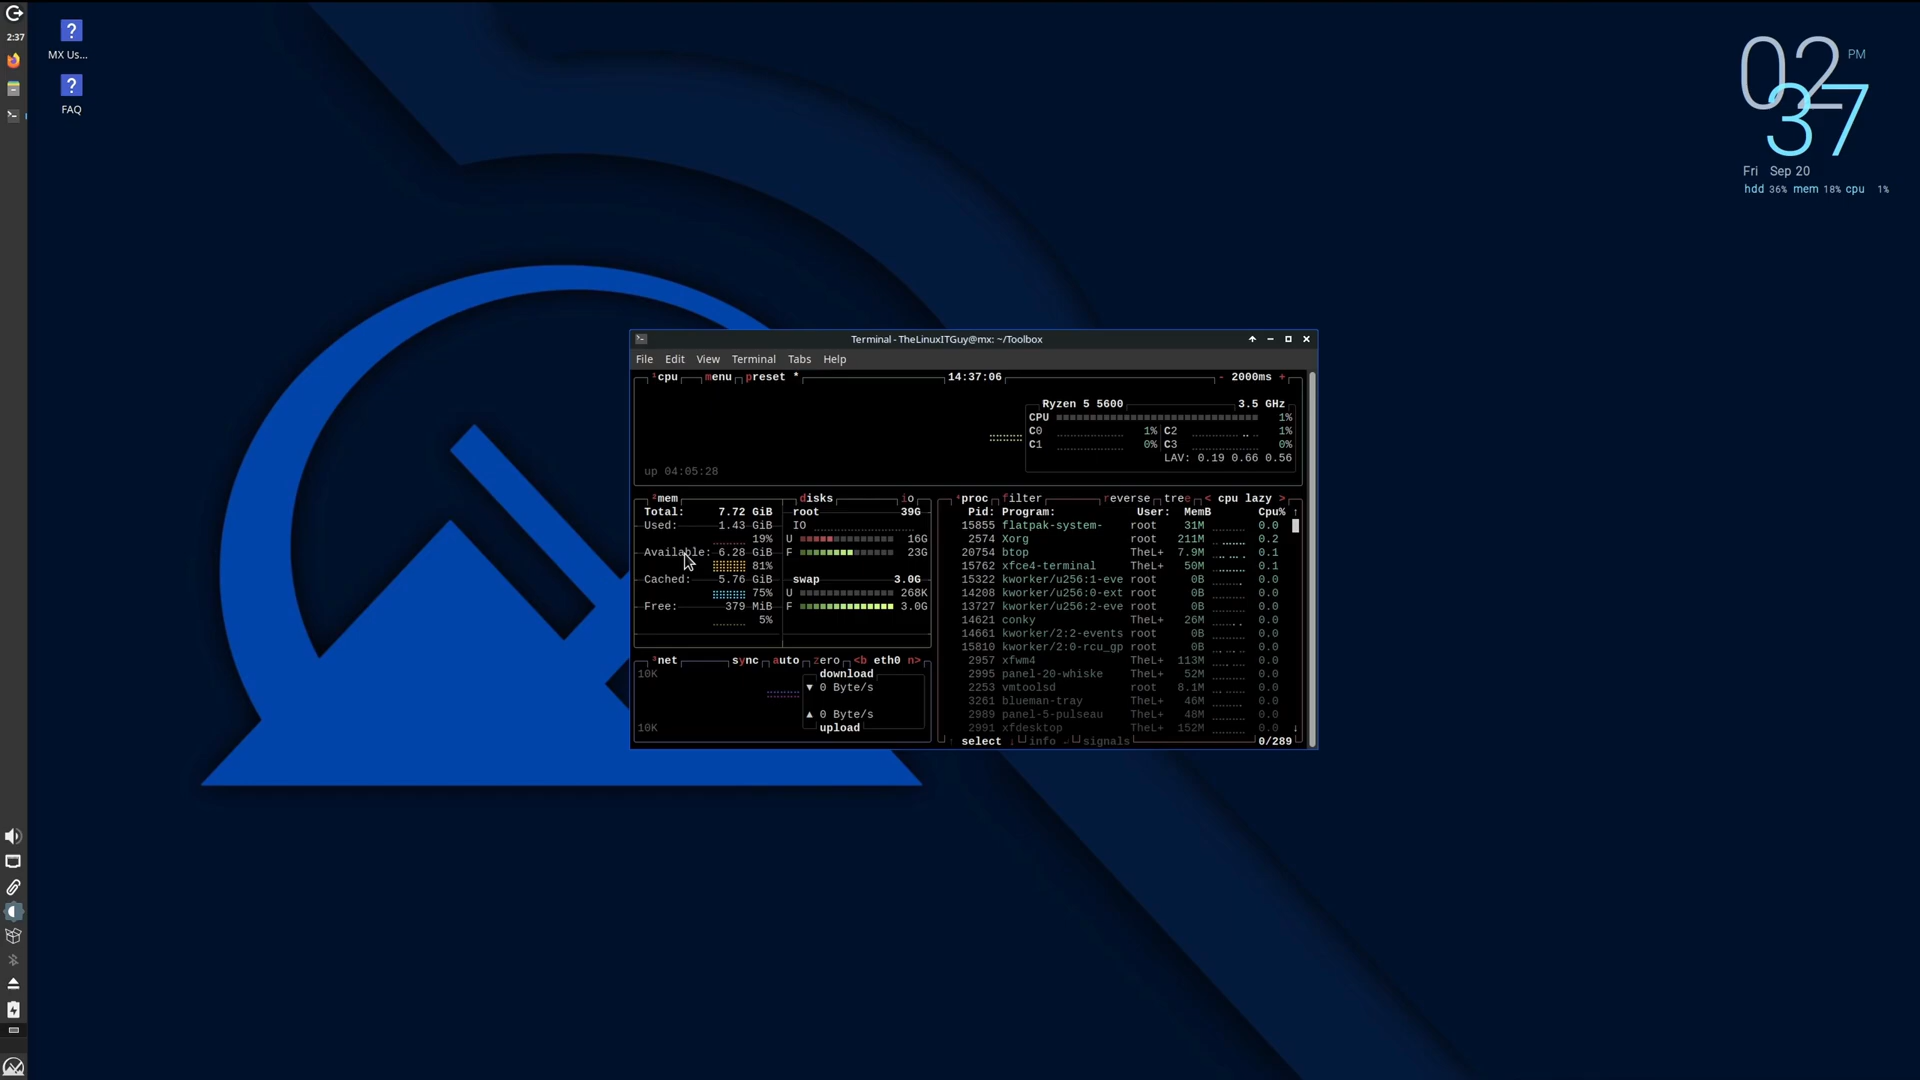 2:37
MX Us...
FAQ
02 PM
37
Fri Sep 20
hdd 36% mem 18% cpu 1%
Terminal - TheLinuxITGuy@mx: ~/Toolbox
File Edit View Terminal Tabs Help
¹cpu menu preset * 14:37:06 - 2000ms +
Ryzen 5 5600 3.5 GHz
CPU 1%
C0 1% C2 1%
C1 0% C3 0%
LAV: 0.19 0.66 0.56
up 04:05:28
²mem
Total: 7.72 GiB
Used: 1.43 GiB
19%
Available: 6.28 GiB
81%
Cached: 5.76 GiB
75%
Free: 379 MiB
5%
disks io
root 39G
IO
U 16G
F 23G
swap 3.0G
U 268K
F 3.0G
³net sync auto zero <b eth0 n>
10K
download
▼ 0 Byte/s
▲ 0 Byte/s
10K
upload
⁴proc filter reverse tree < cpu lazy >
Pid: Program: User: MemB Cpu% ↑
15855 flatpak-system- root 31M 0.0
2574 Xorg root 211M 0.2
20754 btop TheL+ 7.9M 0.1
15762 xfce4-terminal TheL+ 50M 0.1
15322 kworker/u256:1-eve root 0B 0.0
14208 kworker/u256:0-ext root 0B 0.0
13727 kworker/u256:2-eve root 0B 0.0
14621 conky TheL+ 26M 0.0
14661 kworker/2:2-events root 0B 0.0
15810 kworker/2:0-rcu_gp root 0B 0.0
2957 xfwm4 TheL+ 113M 0.0
2995 panel-20-whiske TheL+ 52M 0.0
2253 vmtoolsd root 8.1M 0.0
3261 blueman-tray TheL+ 46M 0.0
2989 panel-5-pulseau TheL+ 48M 0.0
2991 xfdesktop TheL+ 152M 0.0 ↓
↑ select ↓ info ↵ signals 0/289